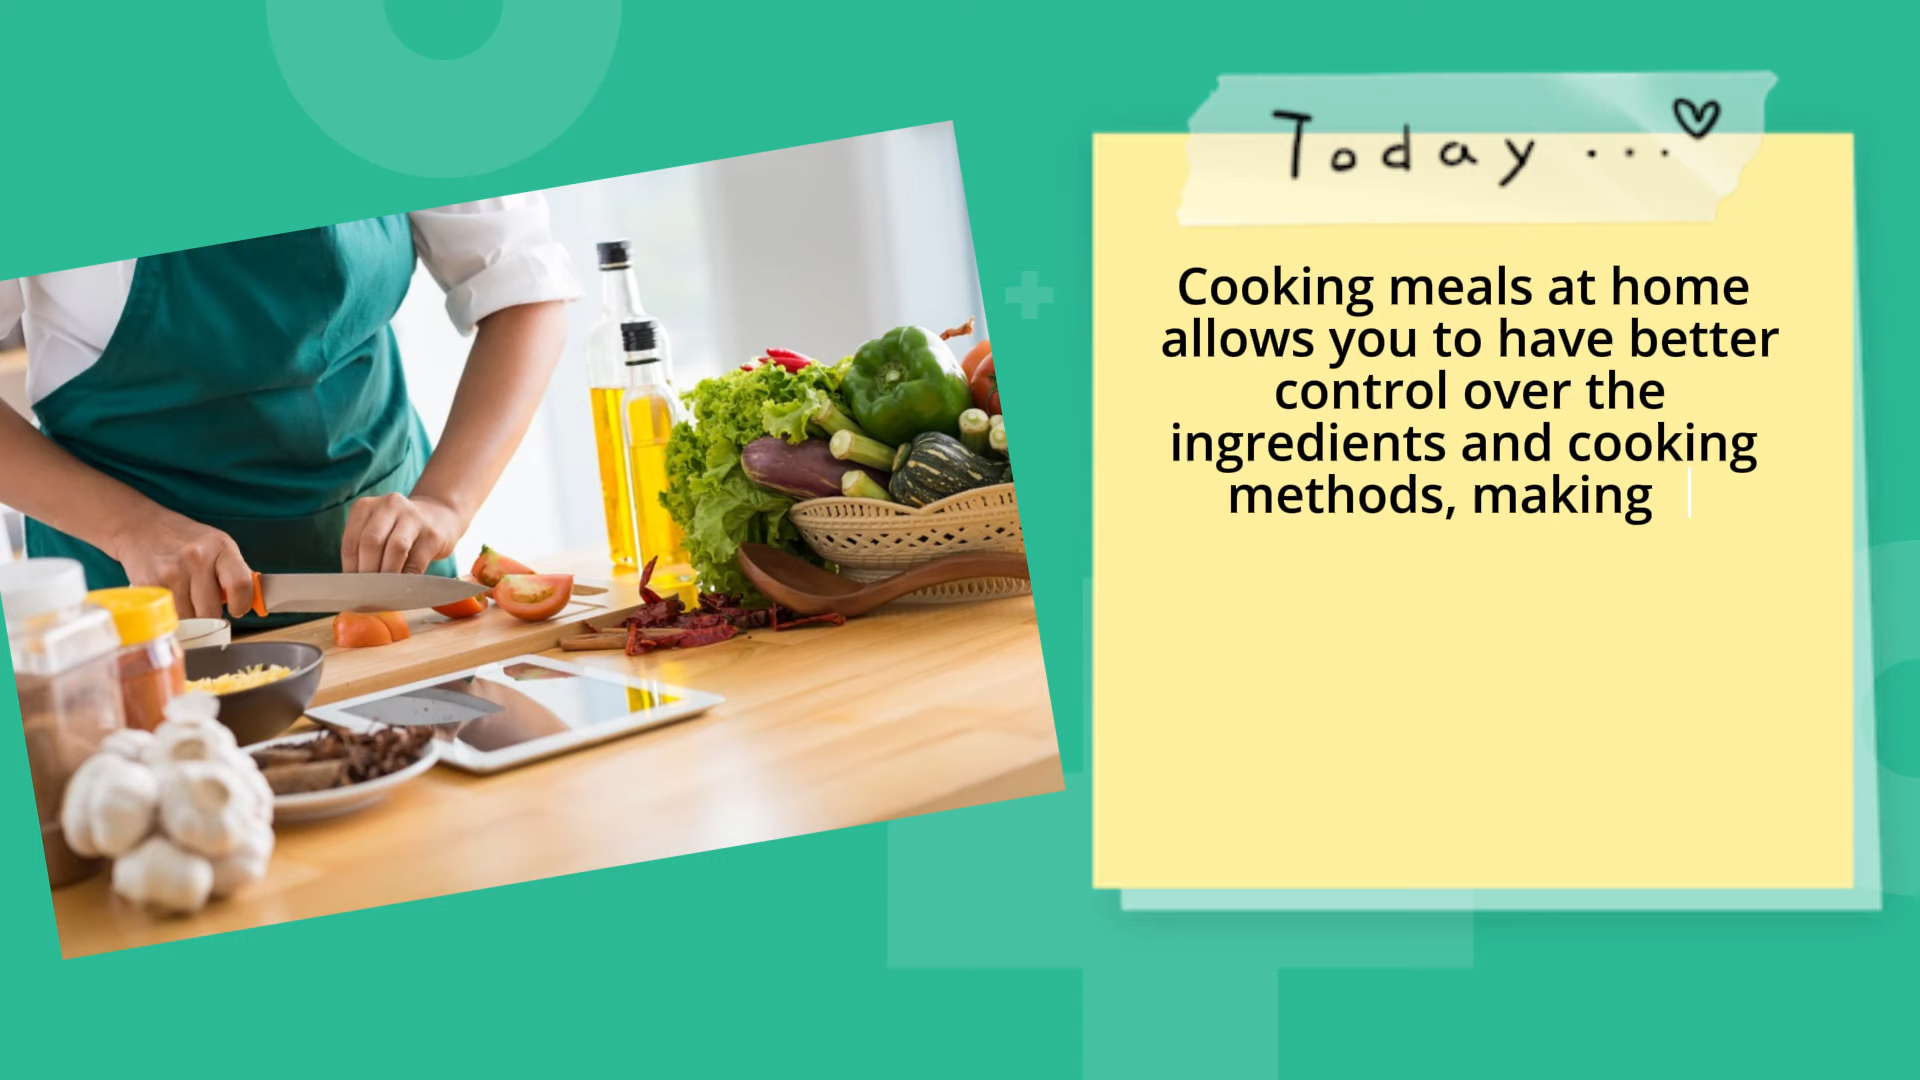 Today ...
Cooking meals at home
allows you to have better
control over the
ingredients and cooking
methods, making